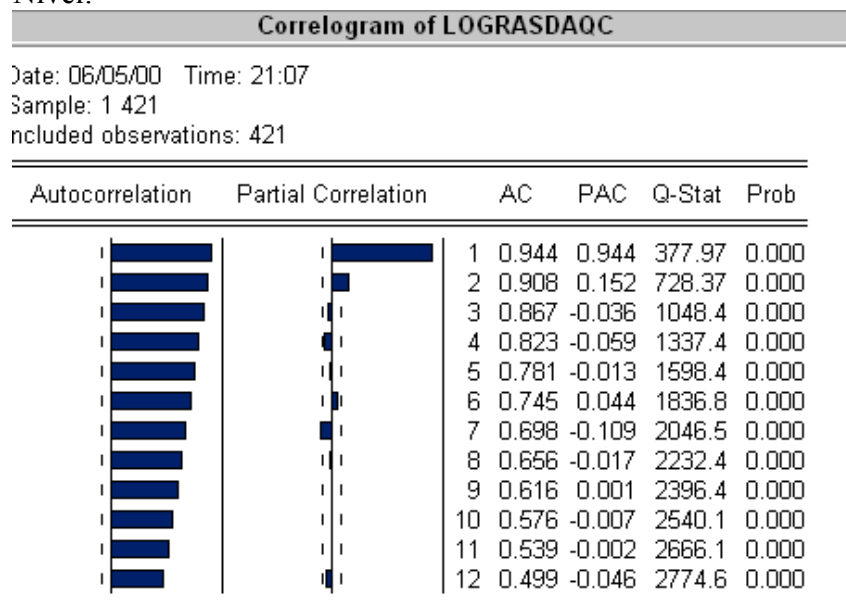 Nivel:
Correlogram of LOGRASDAQC
Date: 06/05/00 Time: 21:07
Sample: 1 421
ncluded observations: 421
Autocorrelation Partial Correlation AC PAC Q-Stat Prob
1 0.944 0.944 377.97 0.000
2 0.908 0.152 728.37 0.000
3 0.867 -0.036 1048.4 0.000
4 0.823 -0.059 1337.4 0.000
5 0.781 -0.013 1598.4 0.000
6 0.745 0.044 1836.8 0.000
7 0.698 -0.109 2046.5 0.000
8 0.656 -0.017 2232.4 0.000
9 0.616 0.001 2396.4 0.000
10 0.576 -0.007 2540.1 0.000
11 0.539 -0.002 2666.1 0.000
12 0.499 -0.046 2774.6 0.000